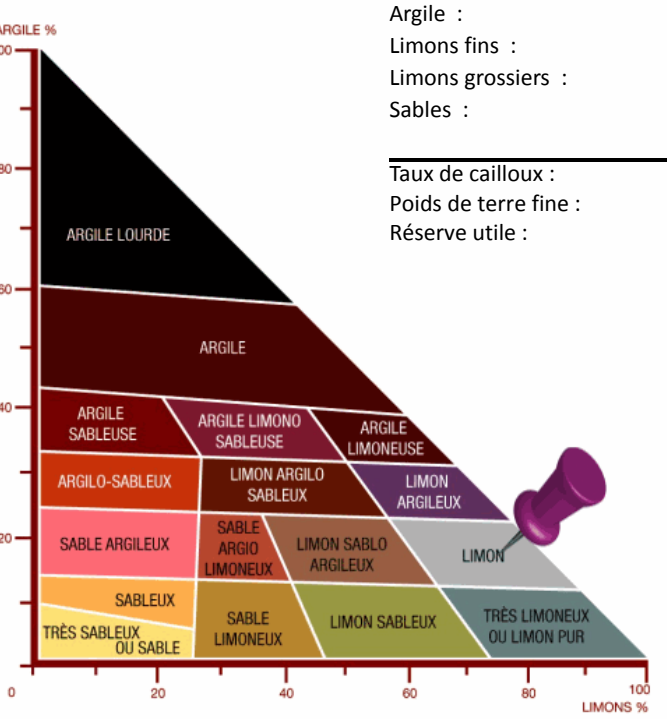 ARGILE %
Argile :
Limons fins :
Limons grossiers :
Sables :
Taux de cailloux :
Poids de terre fine :
Réserve utile :
00
80
60
40
20
0
ARGILE LOURDE
ARGILE
ARGILE
SABLEUSE
ARGILE LIMONO
SABLEUSE
ARGILE
LIMONEUSE
ARGILO-SABLEUX
LIMON ARGILO
SABLEUX
LIMON
ARGILEUX
SABLE ARGILEUX
SABLE
ARGIO
LIMONEUX
LIMON SABLO
ARGILEUX
LIMON
SABLEUX
TRÈS SABLEUX
OU SABLE
SABLE
LIMONEUX
LIMON SABLEUX
TRÈS LIMONEUX
OU LIMON PUR
20
40
60
80
100
LIMONS %